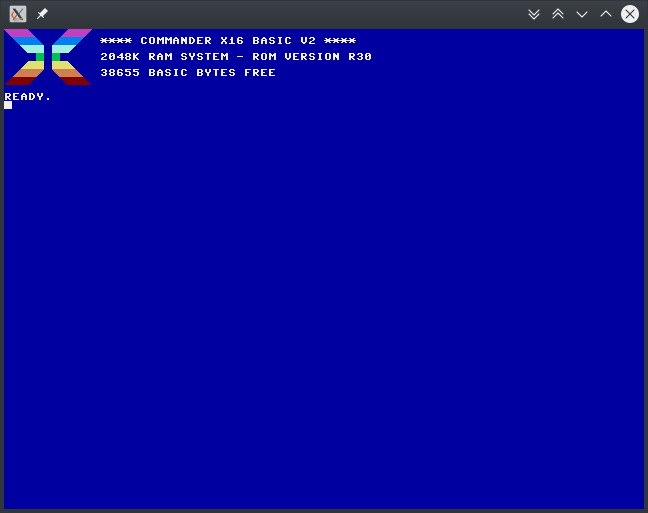 **** COMMANDER X16 BASIC V2 ****
2048K RAM SYSTEM - ROM VERSION R30
38655 BASIC BYTES FREE
READY.